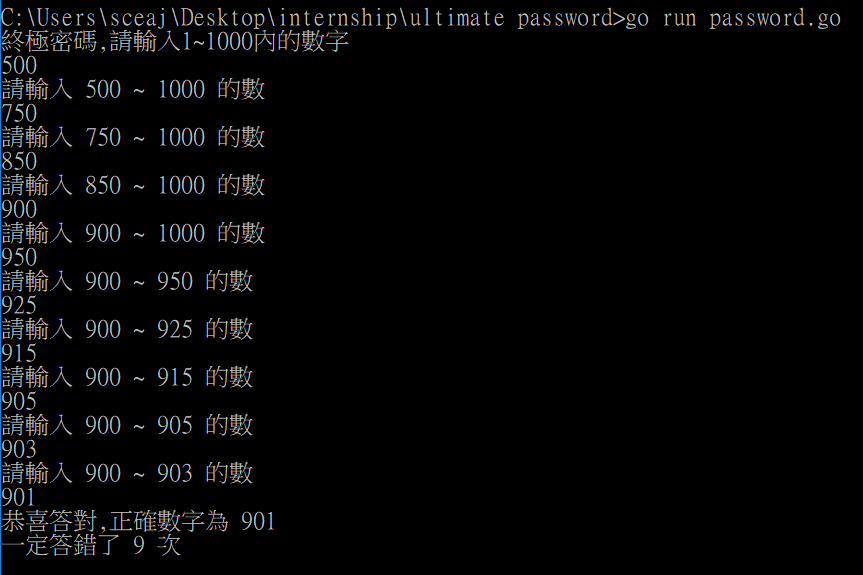 C:\Users\sceaj\Desktop\internship\ultimate password>go run password.go
終極密碼,請輸入1~1000內的數字
500
請輸入 500 ~ 1000 的數
750
請輸入 750 ~ 1000 的數
850
請輸入 850 ~ 1000 的數
900
請輸入 900 ~ 1000 的數
950
請輸入 900 ~ 950 的數
925
請輸入 900 ~ 925 的數
915
請輸入 900 ~ 915 的數
905
請輸入 900 ~ 905 的數
903
請輸入 900 ~ 903 的數
901
恭喜答對,正確數字為 901
一定答錯了 9 次